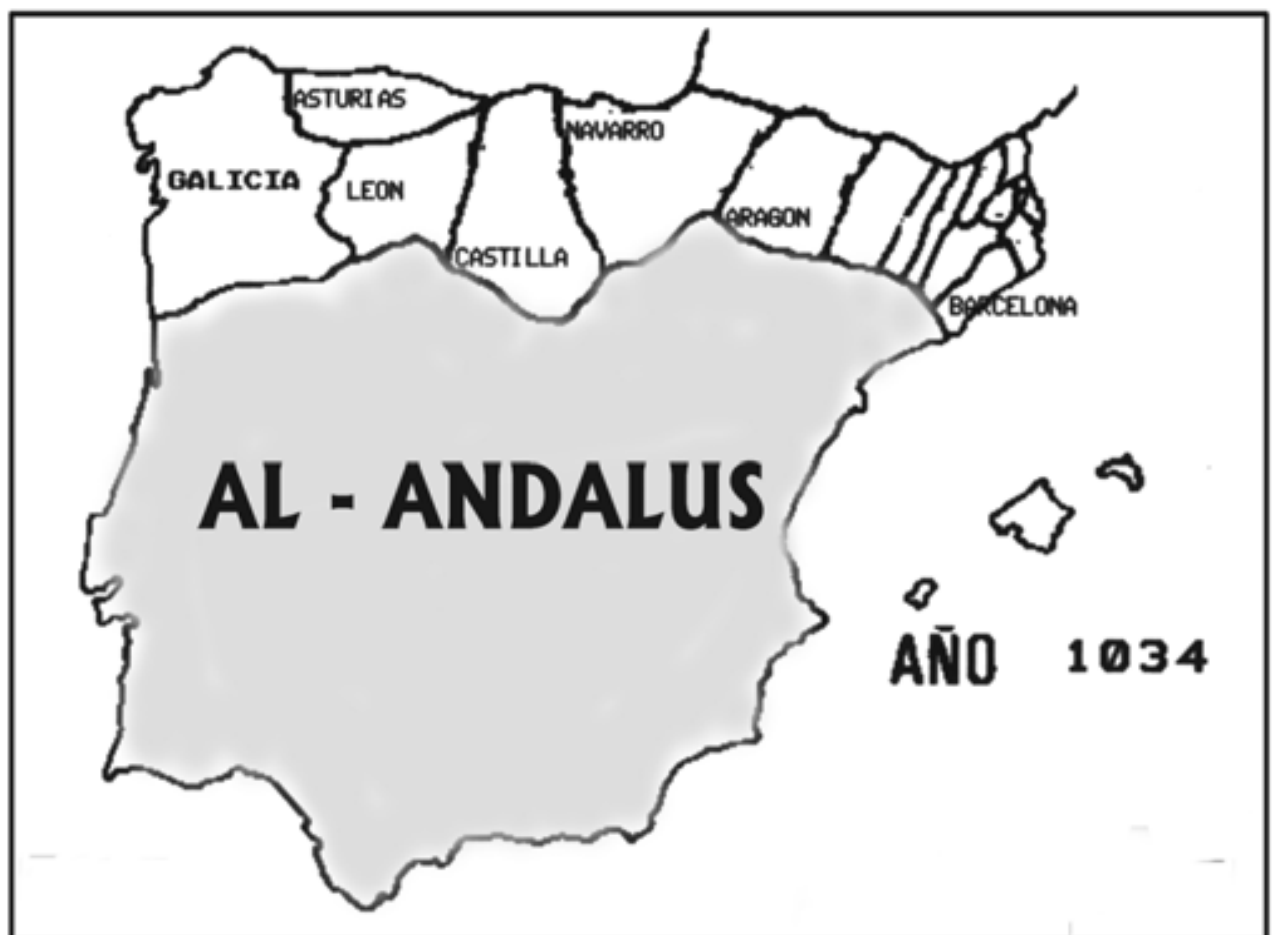 ASTURIAS
NAVARRO
GALICIA
LEON
ARAGON
CASTILLA
BARCELONA
AL - ANDALUS
AÑO 1034